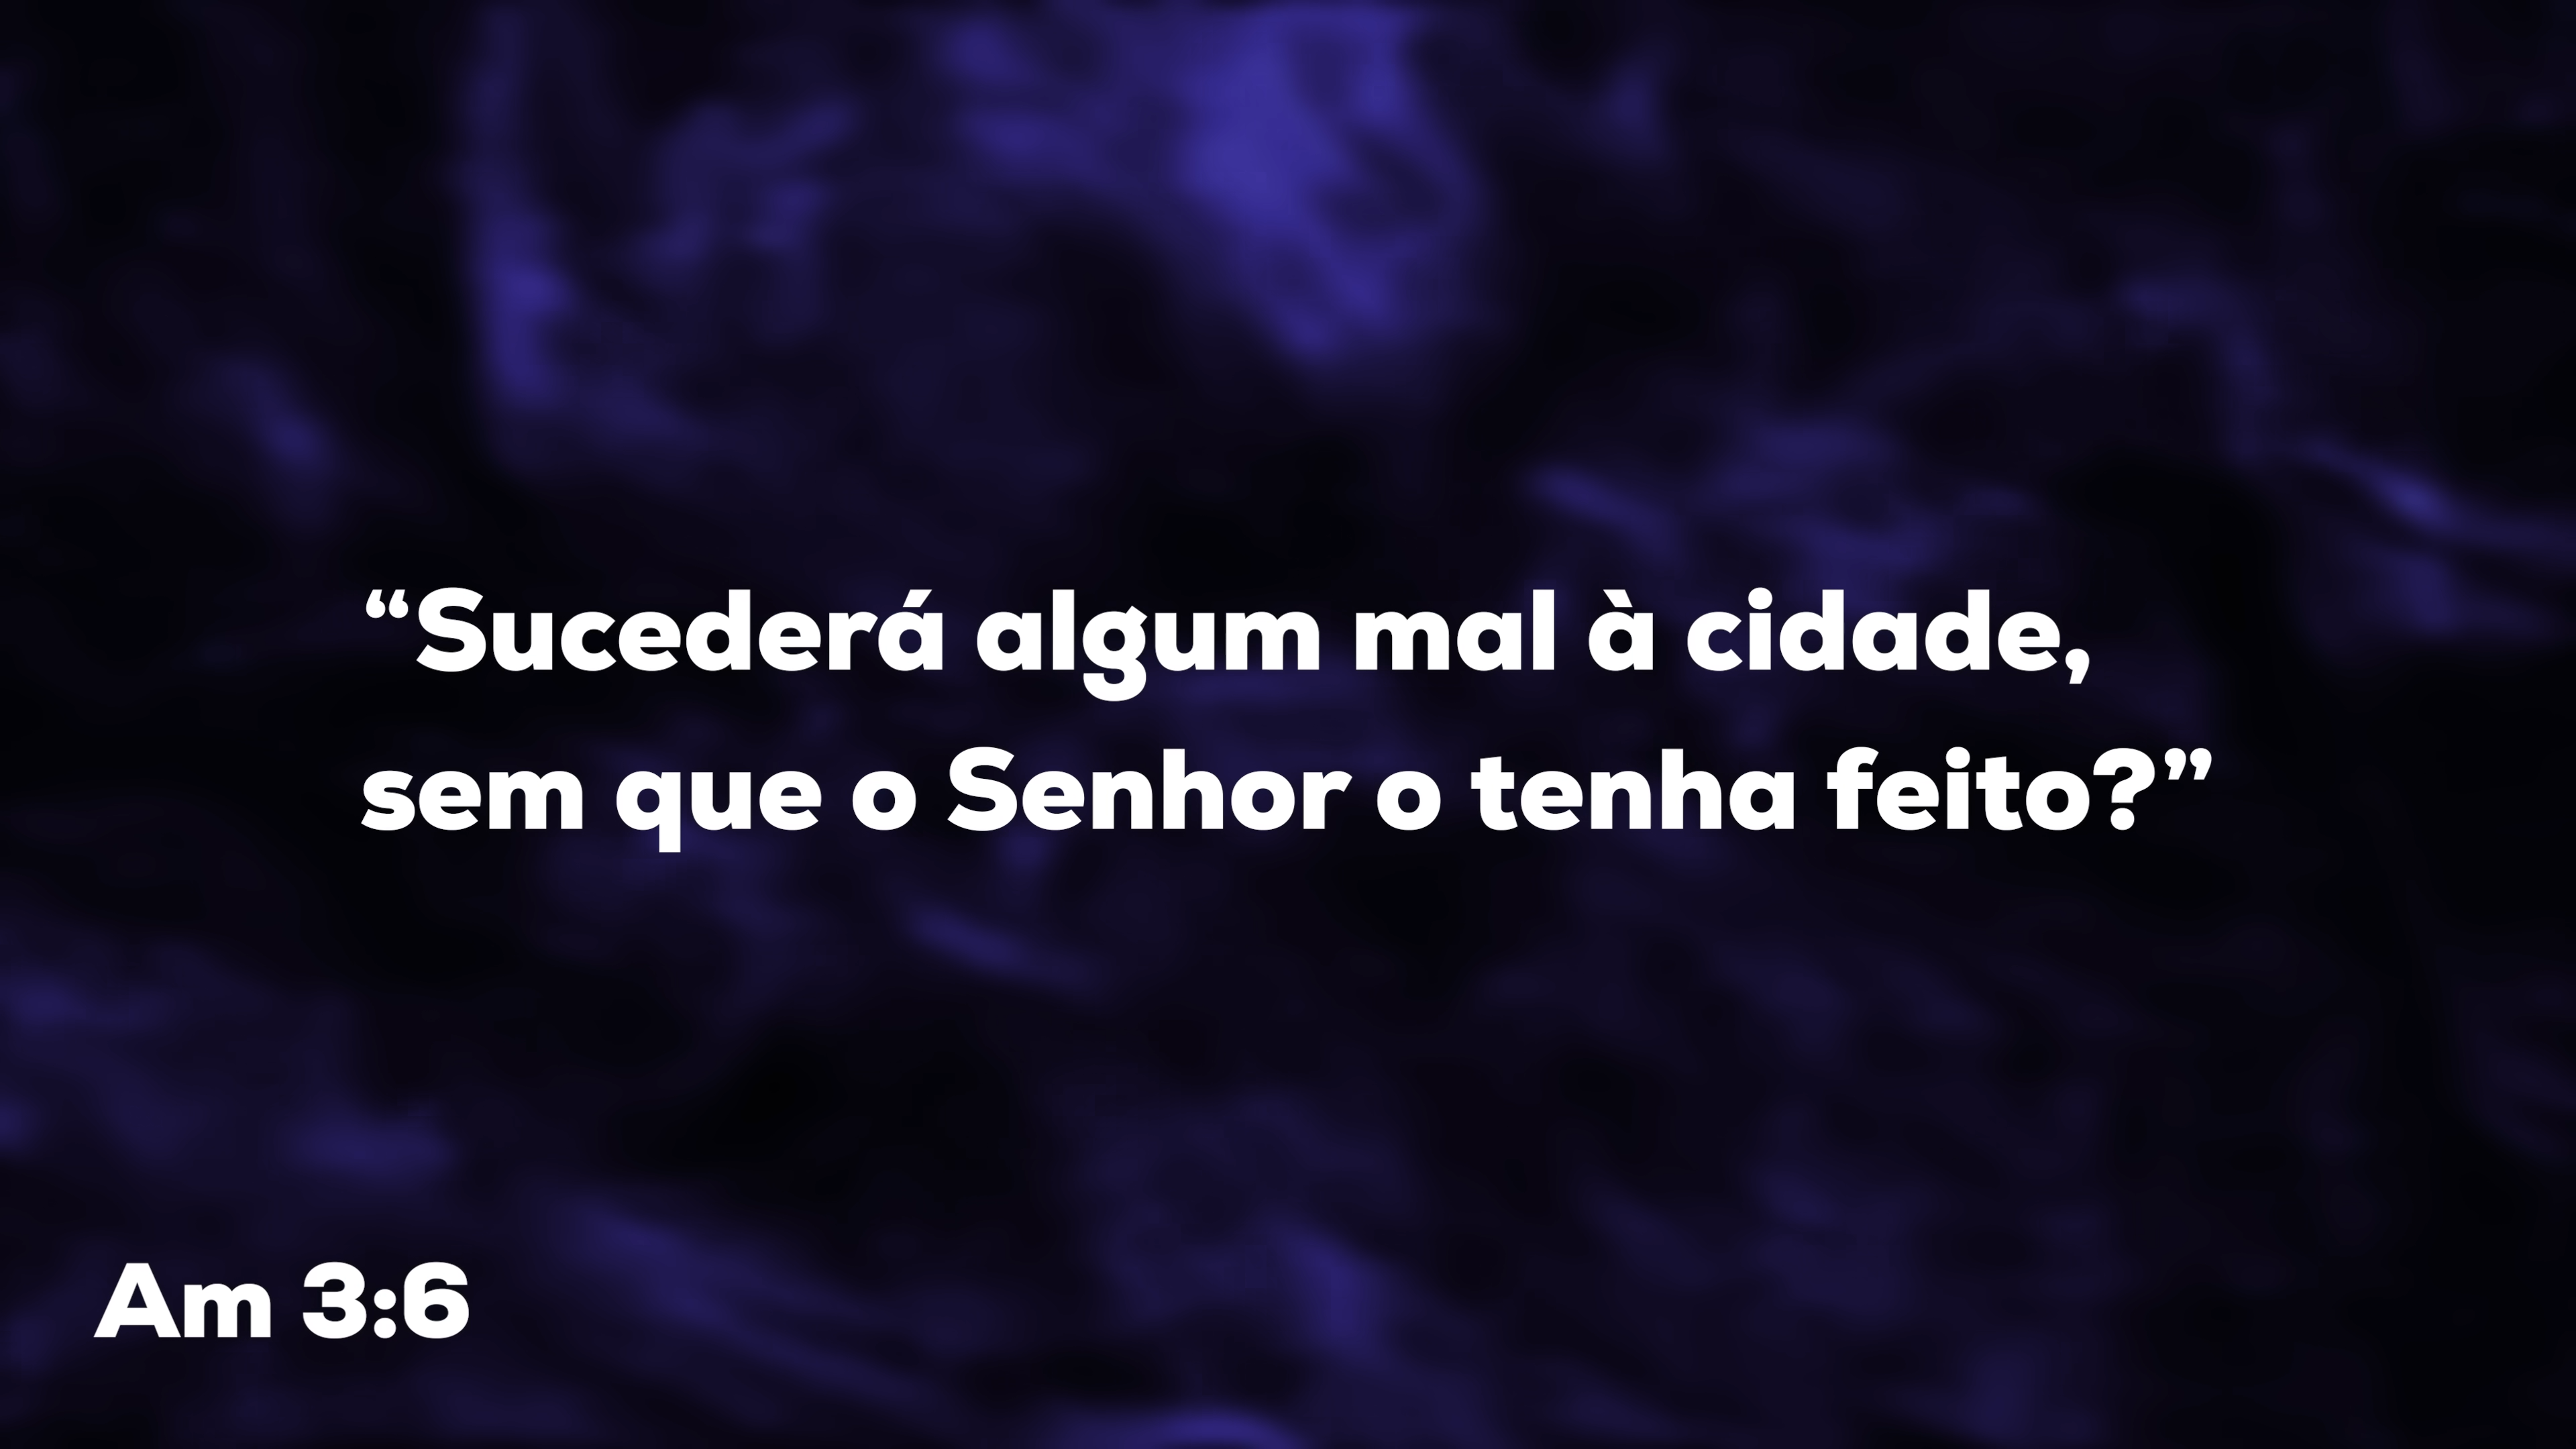 “Sucederá algum mal à cidade,
sem que o Senhor o tenha feito?”
Am 3:6